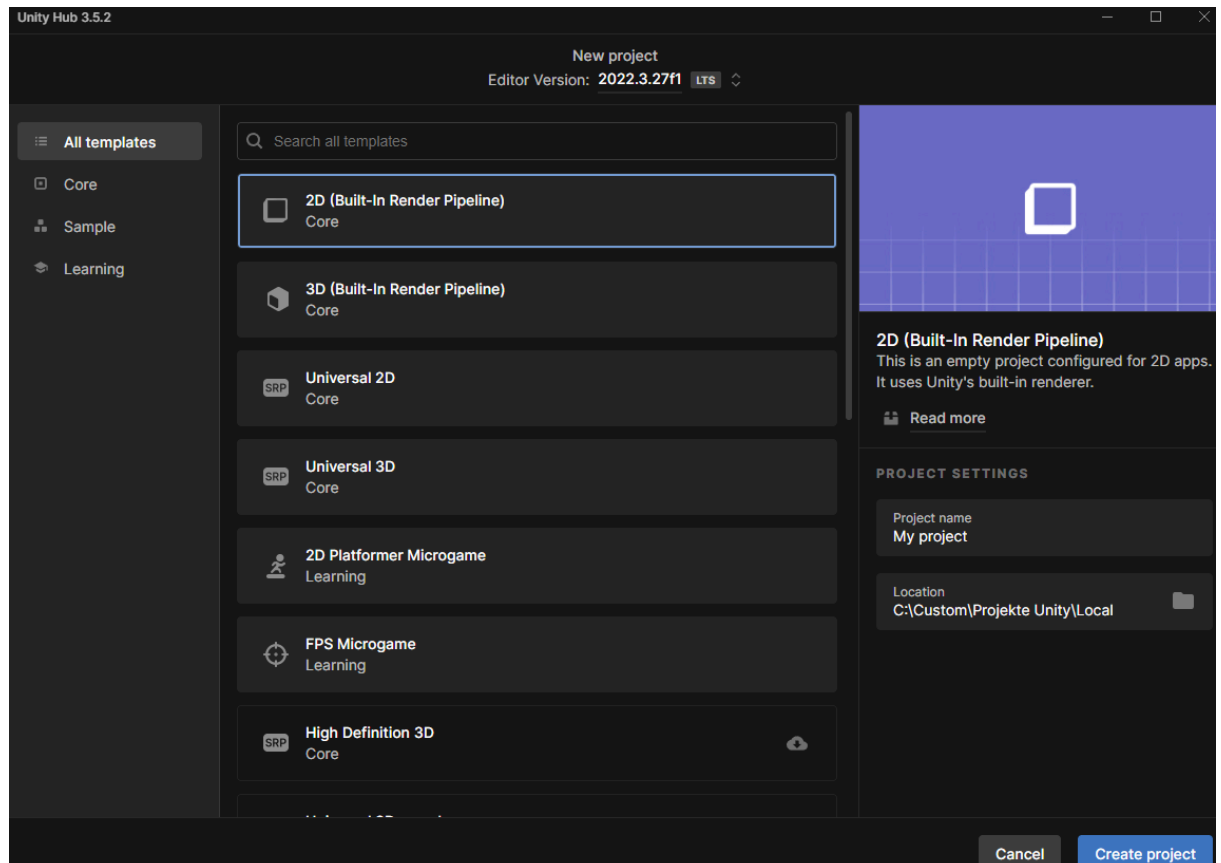 Unity Hub 3.5.2
New project
Editor Version: 2022.3.27f1 LTS
All templates
Core
Sample
Learning
Search all templates
2D (Built-In Render Pipeline)
Core
3D (Built-In Render Pipeline)
Core
SRP
Universal 2D
Core
SRP
Universal 3D
Core
2D Platformer Microgame
Learning
FPS Microgame
Learning
SRP
High Definition 3D
Core
2D (Built-In Render Pipeline)
This is an empty project configured for 2D apps.
It uses Unity's built-in renderer.
Read more
PROJECT SETTINGS
Project name
My project
Location
C:\Custom\Projekte Unity\Local
Cancel
Create project